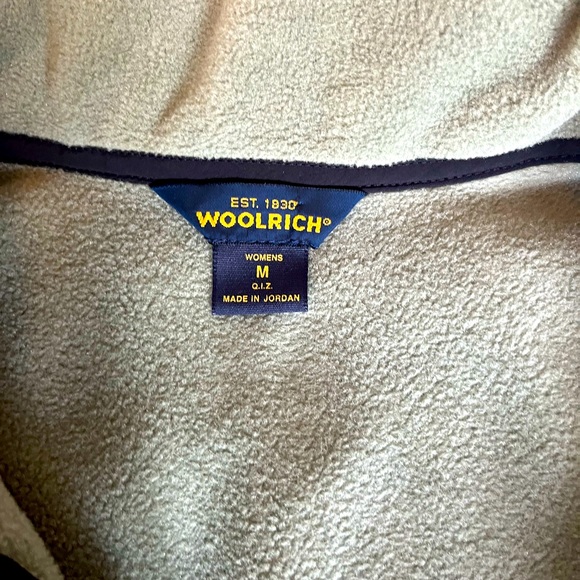 EST. 1830
WOOLRICH®
WOMENS
M
Q.I.Z.
MADE IN JORDAN